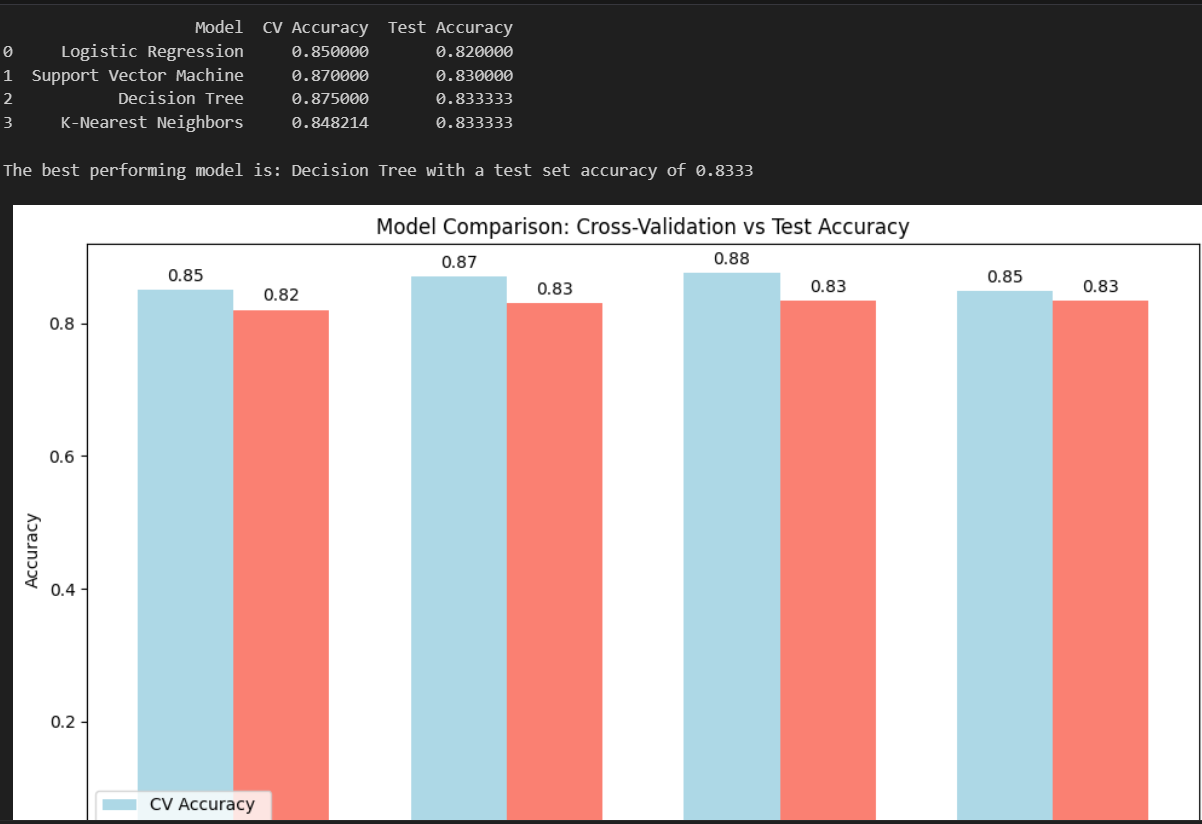 Model CV Accuracy Test Accuracy
0 Logistic Regression 0.850000 0.820000
1 Support Vector Machine 0.870000 0.830000
2 Decision Tree 0.875000 0.833333
3 K-Nearest Neighbors 0.848214 0.833333
The best performing model is: Decision Tree with a test set accuracy of 0.8333
Model Comparison: Cross-Validation vs Test Accuracy
0.85 0.82 0.87 0.83 0.88 0.83 0.85 0.83
0.8
0.6
Accuracy
0.4
0.2
CV Accuracy